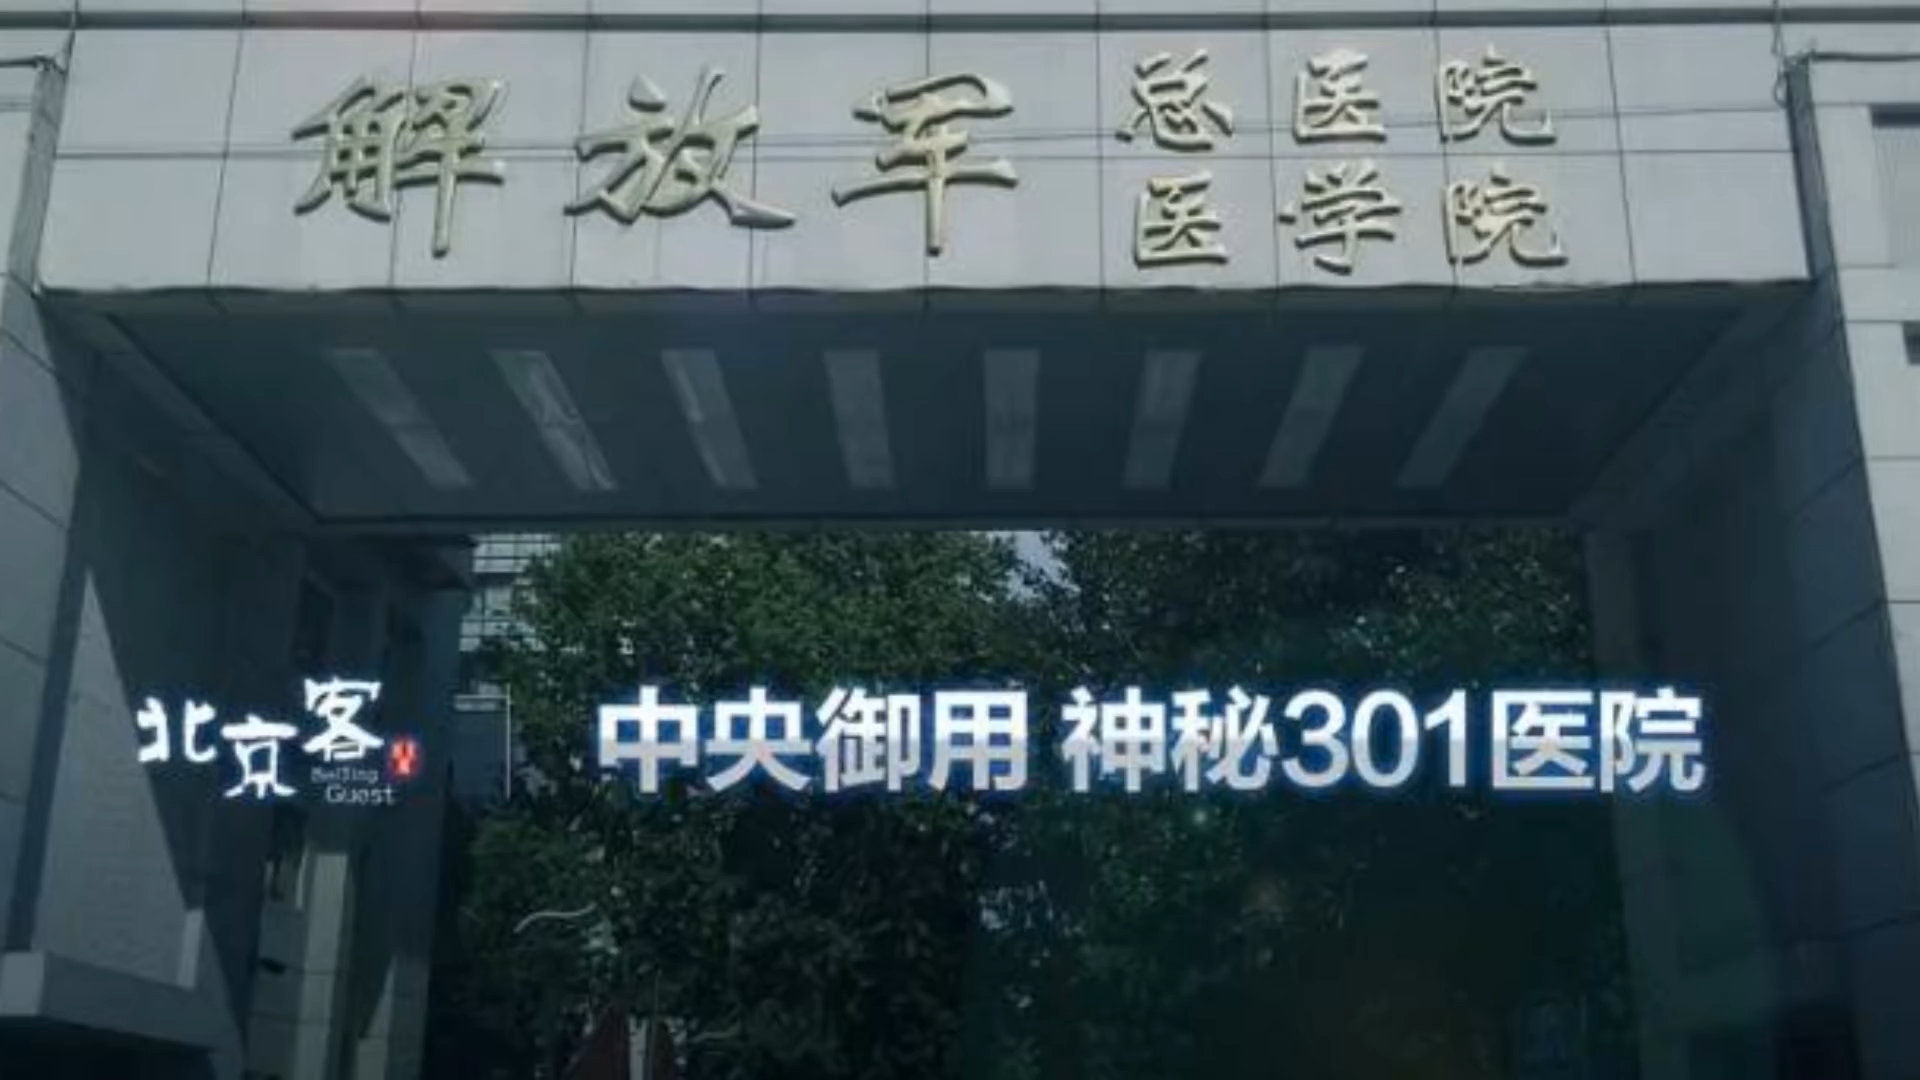 解放军总医院
医学院
北京客
BeiJing
Guest
中央御用 神秘301医院